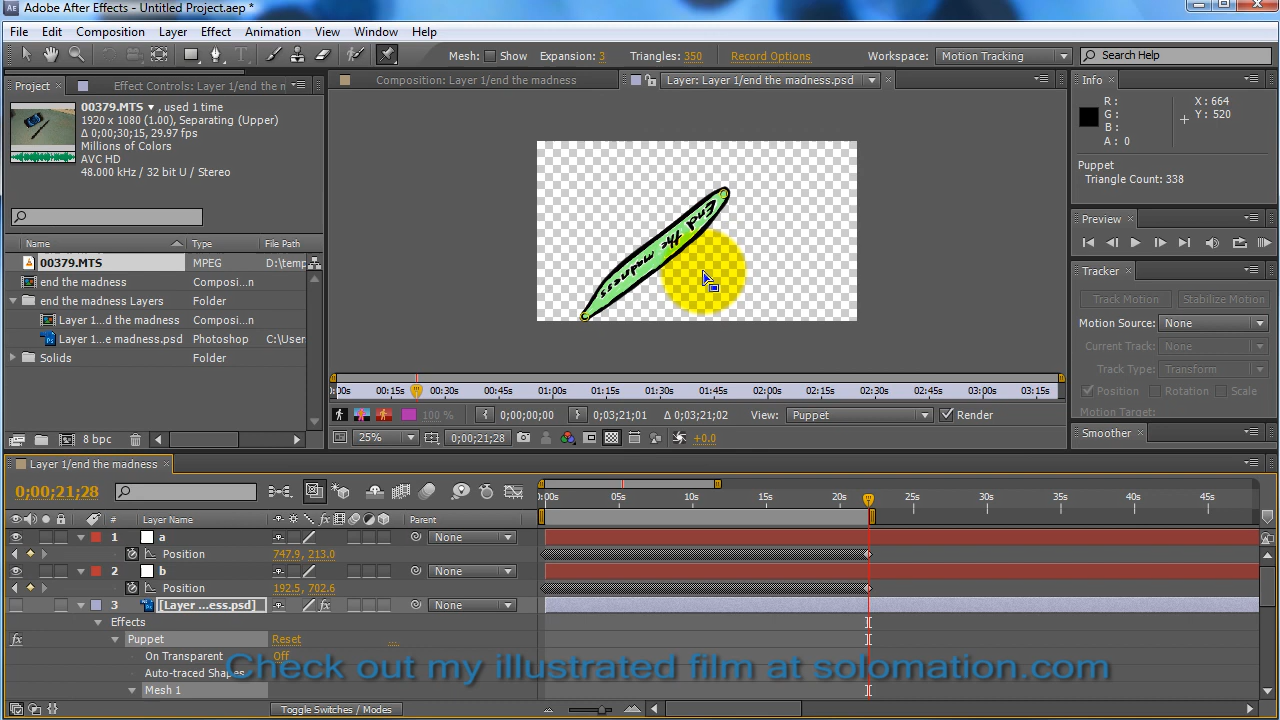 Adobe After Effects - Untitled Project.aep *
File Edit Composition Layer Effect Animation View Window Help
Mesh: Show Expansion: 3 Triangles: 350 Record Options Workspace: Motion Tracking Search Help
Project Effect Controls: Layer 1/end the n
Composition: Layer 1/end the madness
Layer: Layer 1/end the madness.psd
Info
00379.MTS , used 1 time
1920 x 1080 (1.00), Separating (Upper)
Δ 0;00;30;15, 29.97 fps
Millions of Colors
AVC HD
48.000 kHz / 32 bit U / Stereo
R :
G :
B :
A : 0
X : 664
Y : 520
Puppet
Triangle Count: 338
End the madness
Name Type File Path
00379.MTS MPEG D:\temp
end the madness Composi...n
end the madness Layers Folder
Layer 1...d the madness Composi...n
Layer 1...e madness.psd Photoshop C:\User
Solids Folder
8 bpc
Preview
Tracker
Track Motion Stabilize Motion
Motion Source: None
Current Track: None
Track Type: Transform
Position Rotation Scale
Motion Target:
Smoother
:00s 00:15s 00:30s 00:45s 01:00s 01:15s 01:30s 01:45s 02:00s 02:15s 02:30s 02:45s 03:00s 03:15s
100 % 0;00;00;00 0;03;21;01 Δ 0;03;21;02 View: Puppet Render
25% 0;00;21;28 +0.0
Layer 1/end the madness
0;00;21;28
:00s 05s 10s 15s 20s 25s 30s 35s 40s 45s
# Layer Name Parent
1 a None
Position 747.9, 213.0
2 b None
Position 192.5, 702.6
3 [Layer ...ess.psd] None
Effects
fx Puppet Reset ...
On Transparent Off
Auto-traced Shapes
Mesh 1
Check out my illustrated film at solomation.com
Toggle Switches / Modes